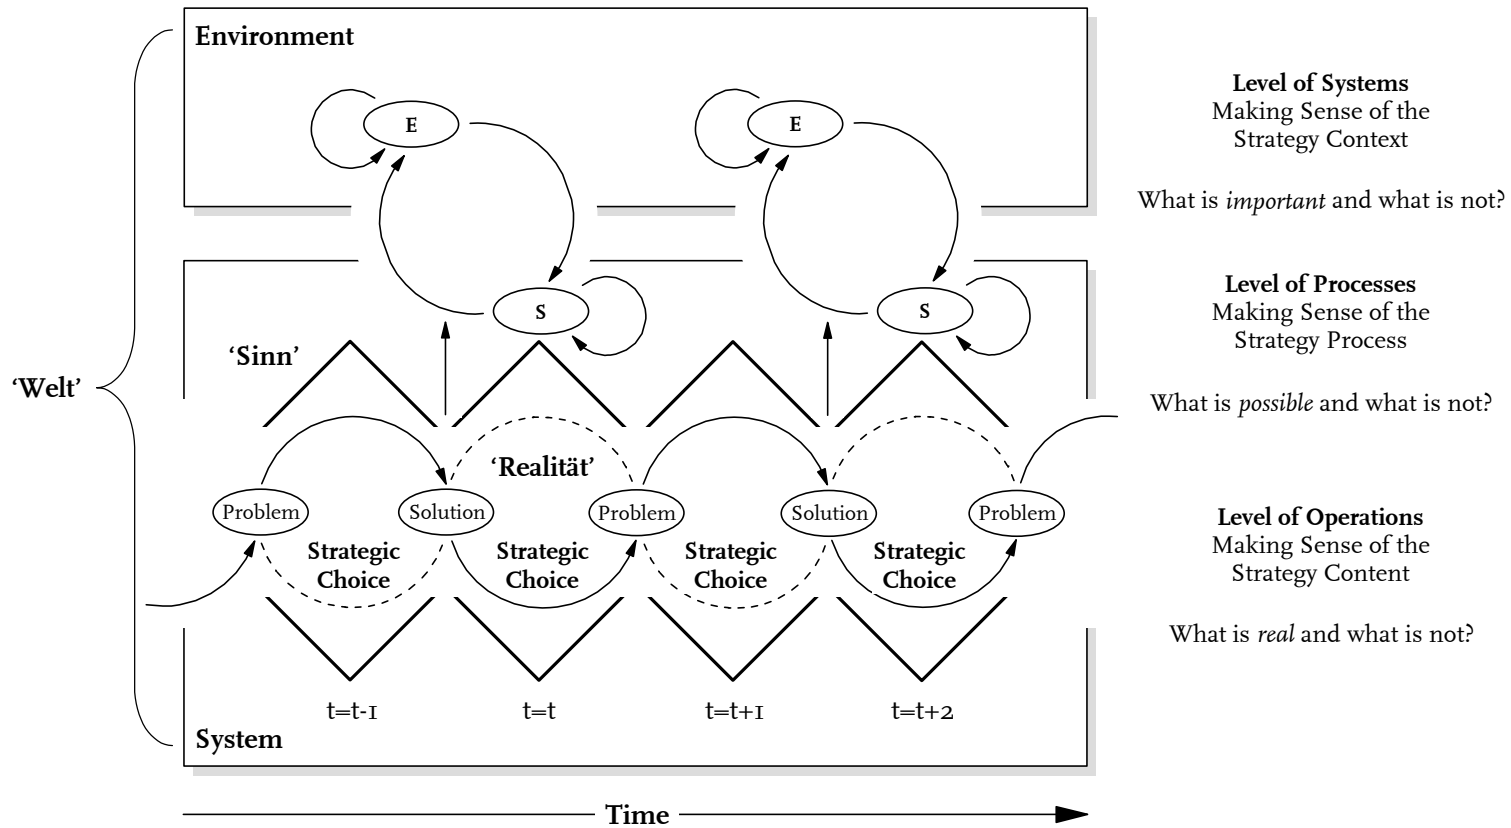 Environment
E
E
Level of Systems
Making Sense of the
Strategy Context
What is important and what is not?
S
S
Level of Processes
Making Sense of the
Strategy Process
‘Sinn’
‘Welt’
What is possible and what is not?
‘Realität’
Problem
Solution
Problem
Solution
Problem
Strategic
Choice
Strategic
Choice
Strategic
Choice
Strategic
Choice
Level of Operations
Making Sense of the
Strategy Content
What is real and what is not?
t=t-1
t=t
t=t+1
t=t+2
System
Time